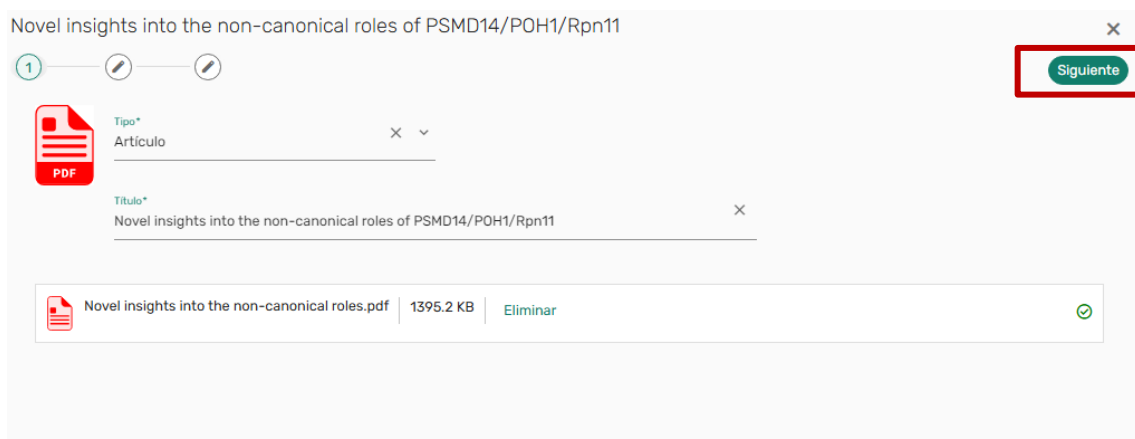 Novel insights into the non-canonical roles of PSMD14/POH1/Rpn11
1
Siguiente
Tipo*
Artículo
PDF
Título*
Novel insights into the non-canonical roles of PSMD14/POH1/Rpn11
Novel insights into the non-canonical roles.pdf 1395.2 KB Eliminar